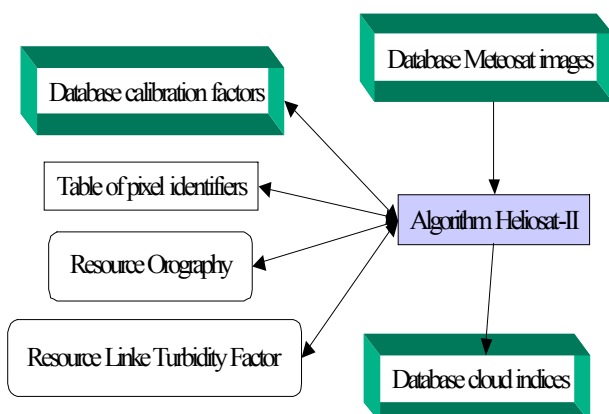 Database Meteosat images
Database calibration factors
Table of pixel identifiers
Algorithm Heliosat-II
Resource Orography
Resource Linke Turbidity Factor
Database cloud indices